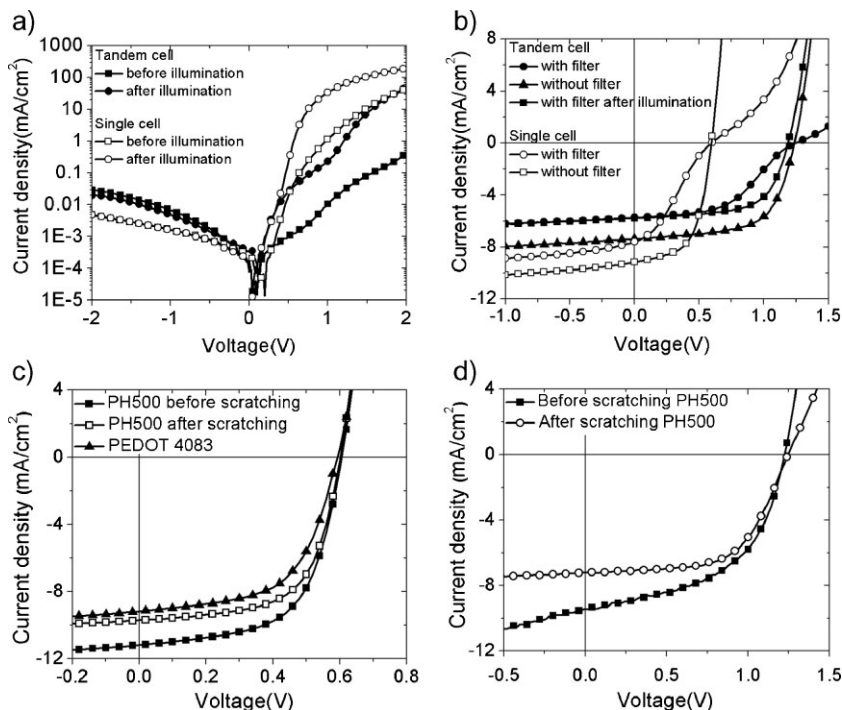 a)
Current density(mA/cm²)
1000
100
10
1
0.1
0.01
1E-3
1E-4
1E-5
Tandem cell
before illumination
after illumination
Single cell
before illumination
after illumination
-2
-1
0
1
2
Voltage(V)
b)
Current density(mA/cm²)
8
4
0
-4
-8
-12
Tandem cell
with filter
without filter
with filter after illumination
Single cell
with filter
without filter
-1.0
-0.5
0.0
0.5
1.0
1.5
Voltage(V)
c)
Current density (mA/cm²)
4
0
-4
-8
-12
PH500 before scratching
PH500 after scratching
PEDOT 4083
-0.2
0.0
0.2
0.4
0.6
0.8
Voltage(V)
d)
Current density (mA/cm²)
4
0
-4
-8
-12
Before scratching PH500
After scratching PH500
-0.5
0.0
0.5
1.0
1.5
Voltage(V)